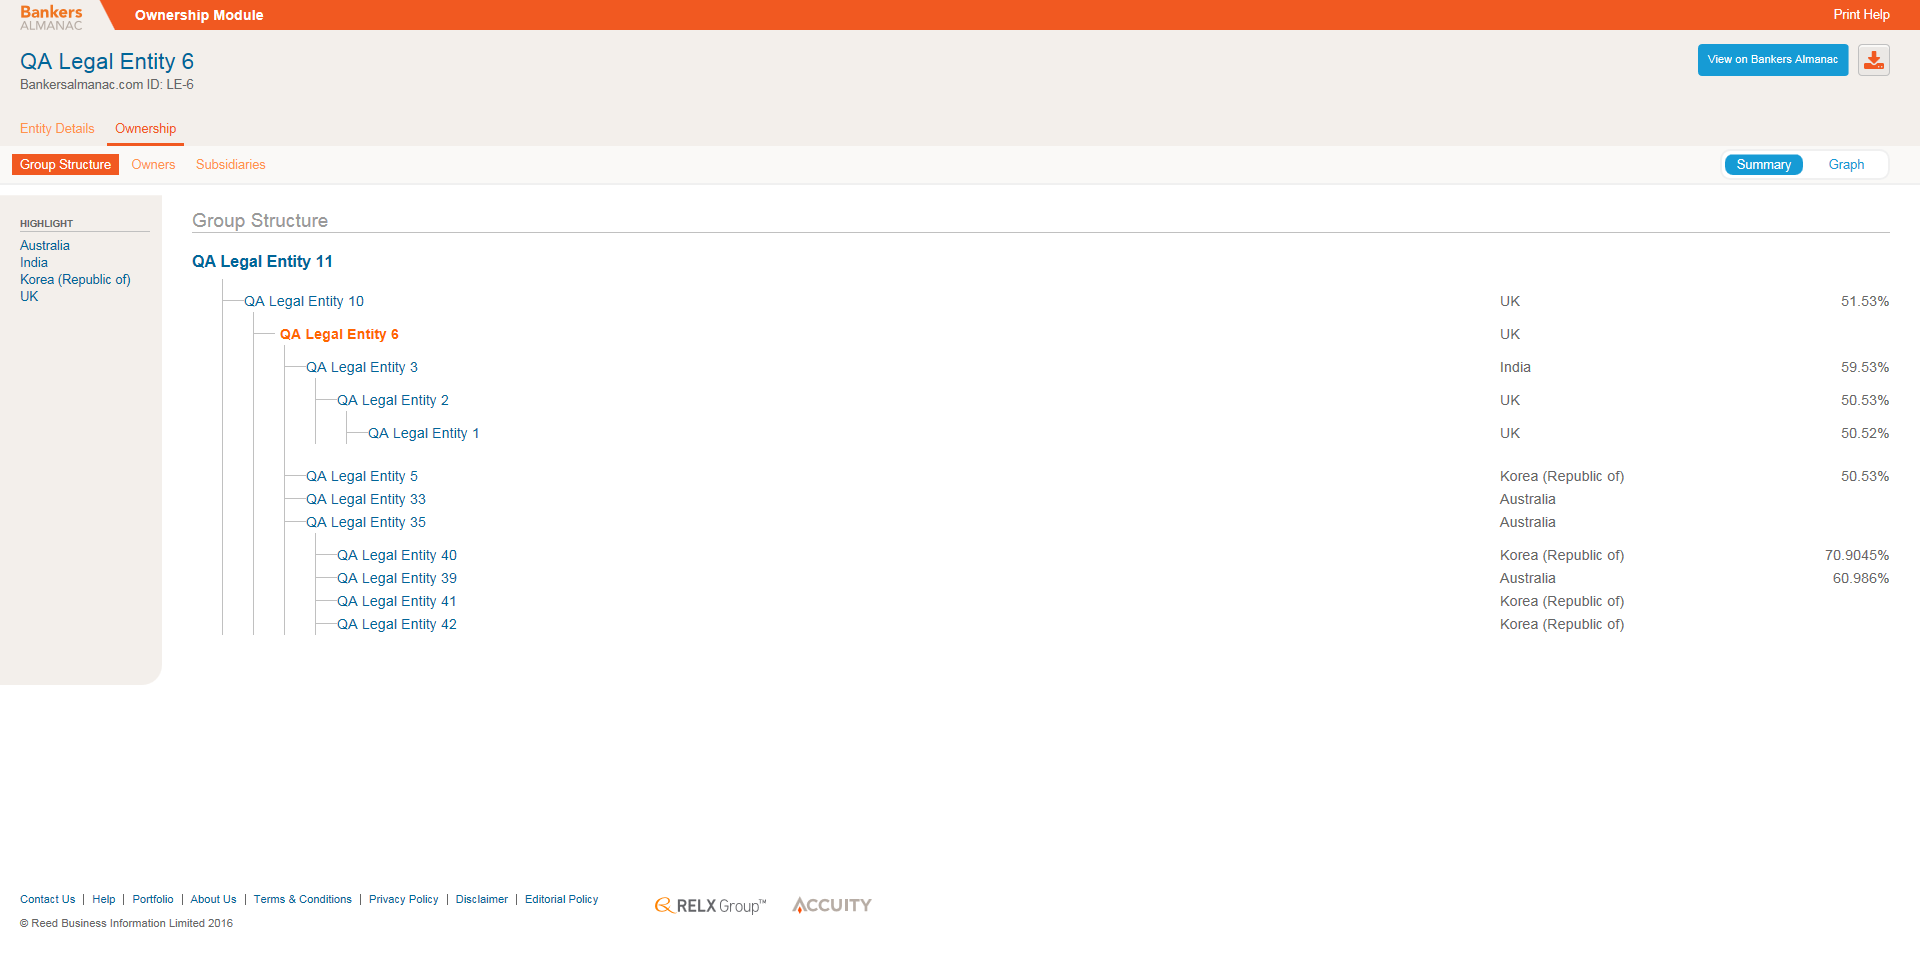 Bankers
ALMANAC
Ownership Module
Print Help
QA Legal Entity 6
Bankersalmanac.com ID: LE-6
View on Bankers Almanac
Entity Details Ownership
Group Structure Owners Subsidiaries
Summary Graph
HIGHLIGHT
Australia
India
Korea (Republic of)
UK
Group Structure
QA Legal Entity 11
QA Legal Entity 10 UK 51.53%
QA Legal Entity 6 UK
QA Legal Entity 3 India 59.53%
QA Legal Entity 2 UK 50.53%
QA Legal Entity 1 UK 50.52%
QA Legal Entity 5 Korea (Republic of) 50.53%
QA Legal Entity 33 Australia
QA Legal Entity 35 Australia
QA Legal Entity 40 Korea (Republic of) 70.9045%
QA Legal Entity 39 Australia 60.986%
QA Legal Entity 41 Korea (Republic of)
QA Legal Entity 42 Korea (Republic of)
Contact Us | Help | Portfolio | About Us | Terms & Conditions | Privacy Policy | Disclaimer | Editorial Policy
RELX Group™ ACCUITY
© Reed Business Information Limited 2016